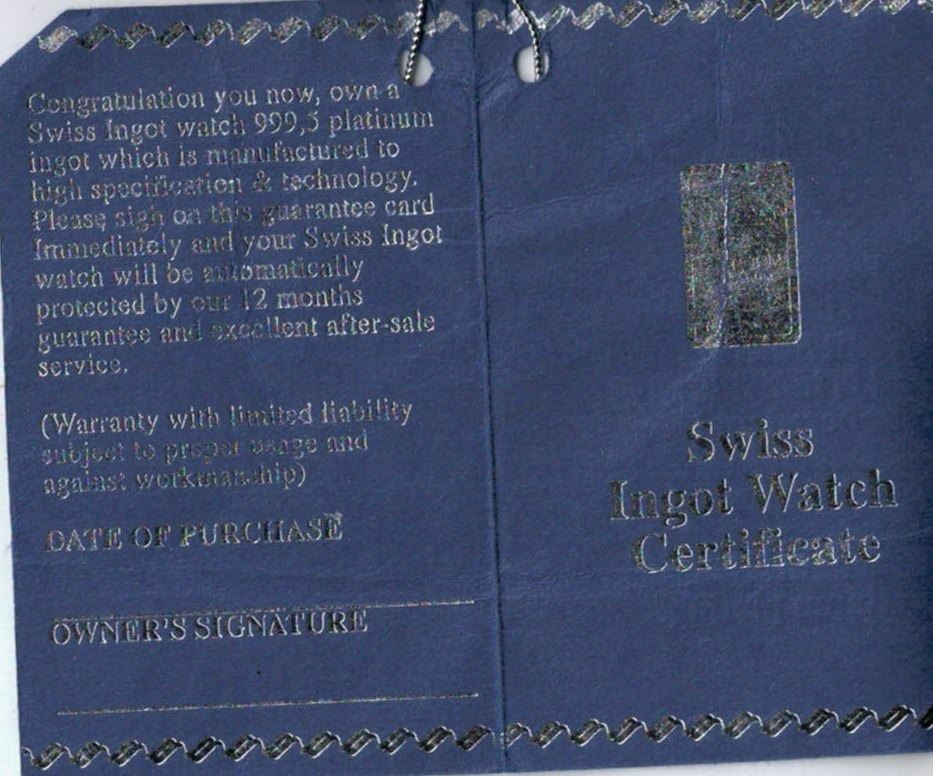 Congratulation you now, own a
Swiss Ingot watch 999,5 platinum
ingot which is manufactured to
high specification & technology.
Please sign on this guarantee card
Immediately and your Swiss Ingot
watch will be automatically
protected by our 12 months
guarantee and excellent after-sale
service.
(Warranty with limited liability
subject to proper usage and
against workmanship)
DATE OF PURCHASE
OWNER'S SIGNATURE
Swiss
Ingot Watch
Certificate